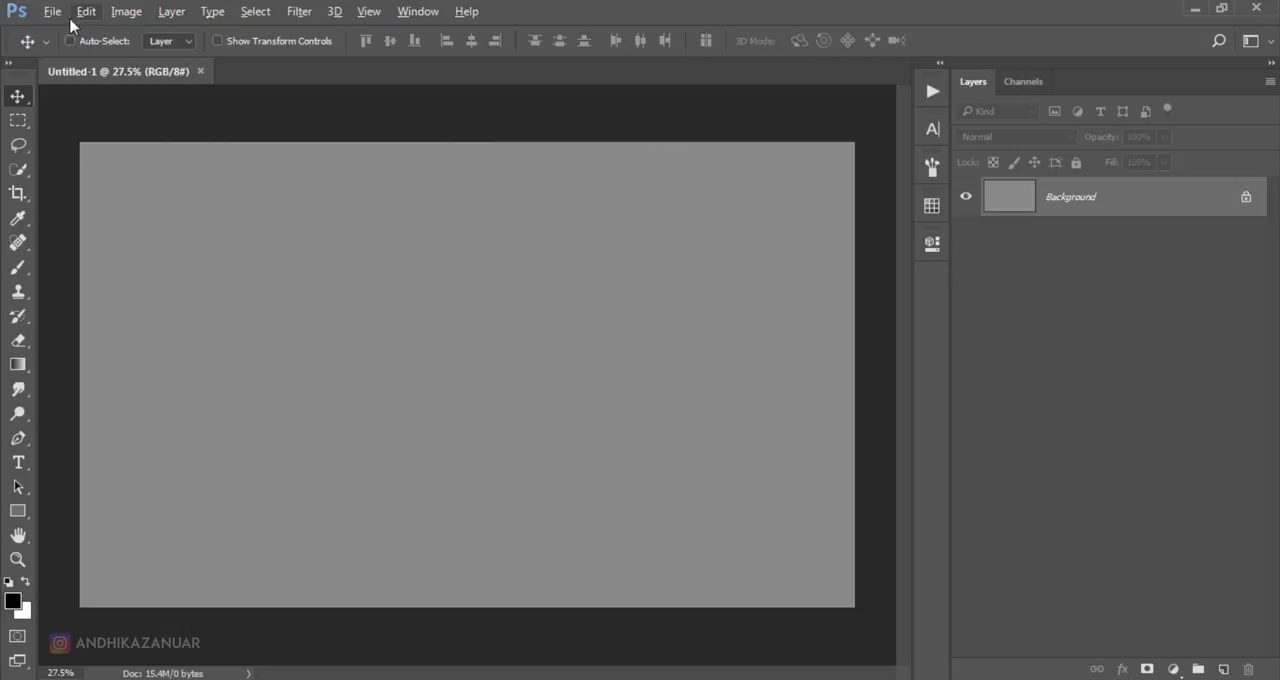 Ps File Edit Image Layer Type Select Filter 3D View Window Help
Auto-Select: Layer Show Transform Controls 3D Mode:
Untitled-1 @ 27.5% (RGB/8#) ×
Layers Channels
Kind
Normal Opacity: 100%
Lock: Fill: 100%
Background
ANDHIKAZANUAR
27.5% Doc: 15.4M/0 bytes